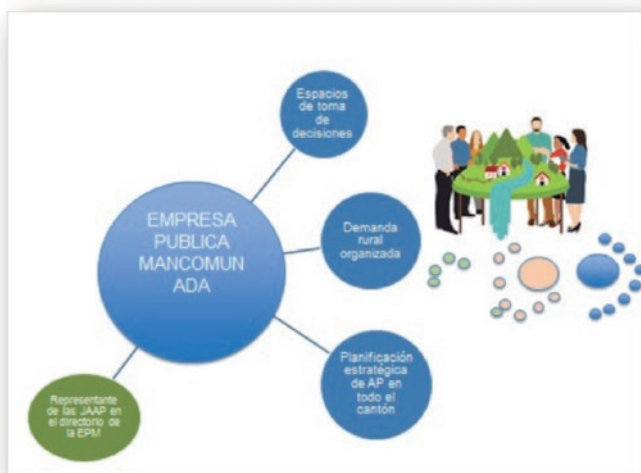 Espacios
de toma
de
decisiones
EMPRESA
PUBLICA
MANCOMUN
ADA
Demanda
rural
organizada
Planificación
estratégica
de AP en
todo el
cantón
Representante
de las JAAP en
el directorio de
la EPM